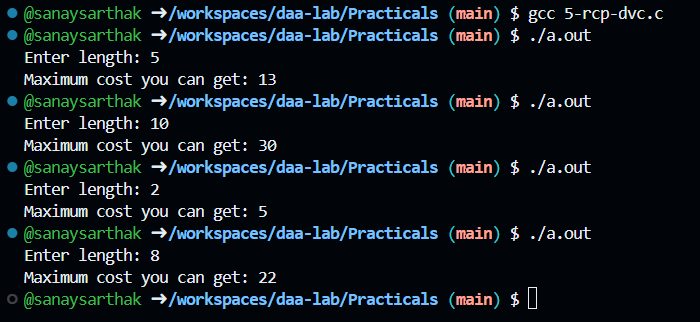 @sanaysarthak ➜/workspaces/daa-lab/Practicals (main) $ gcc 5-rcp-dvc.c
@sanaysarthak ➜/workspaces/daa-lab/Practicals (main) $ ./a.out
Enter length: 5
Maximum cost you can get: 13
@sanaysarthak ➜/workspaces/daa-lab/Practicals (main) $ ./a.out
Enter length: 10
Maximum cost you can get: 30
@sanaysarthak ➜/workspaces/daa-lab/Practicals (main) $ ./a.out
Enter length: 2
Maximum cost you can get: 5
@sanaysarthak ➜/workspaces/daa-lab/Practicals (main) $ ./a.out
Enter length: 8
Maximum cost you can get: 22
@sanaysarthak ➜/workspaces/daa-lab/Practicals (main) $